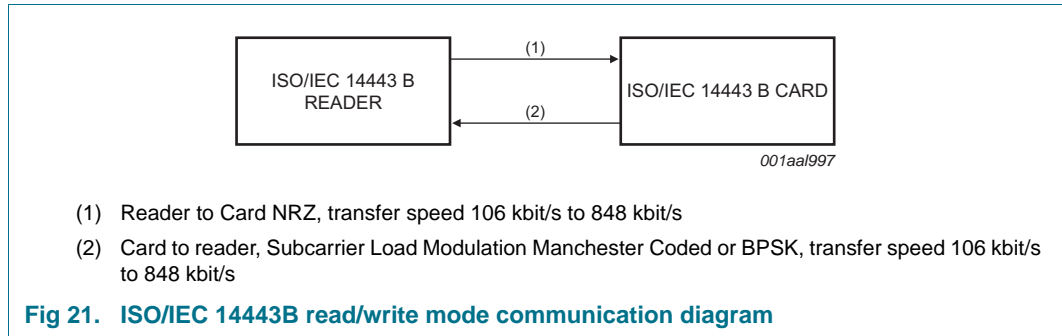 (1)
ISO/IEC 14443 B
READER
ISO/IEC 14443 B CARD
(2)
001aal997
(1) Reader to Card NRZ, transfer speed 106 kbit/s to 848 kbit/s
(2) Card to reader, Subcarrier Load Modulation Manchester Coded or BPSK, transfer speed 106 kbit/s
to 848 kbit/s
Fig 21. ISO/IEC 14443B read/write mode communication diagram